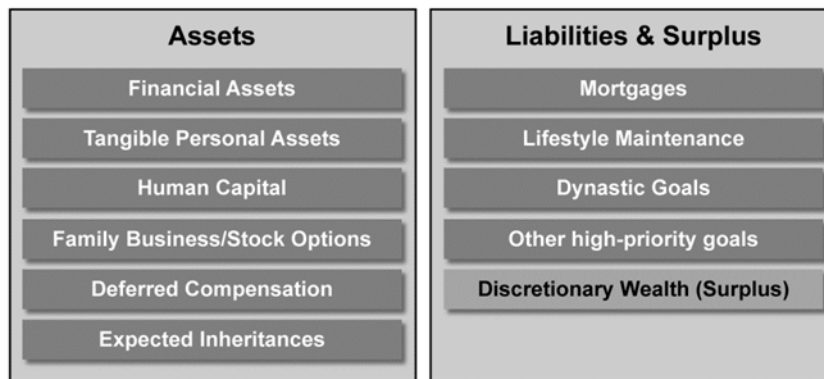 Assets
Financial Assets
Tangible Personal Assets
Human Capital
Family Business/Stock Options
Deferred Compensation
Expected Inheritances
Liabilities & Surplus
Mortgages
Lifestyle Maintenance
Dynastic Goals
Other high-priority goals
Discretionary Wealth (Surplus)